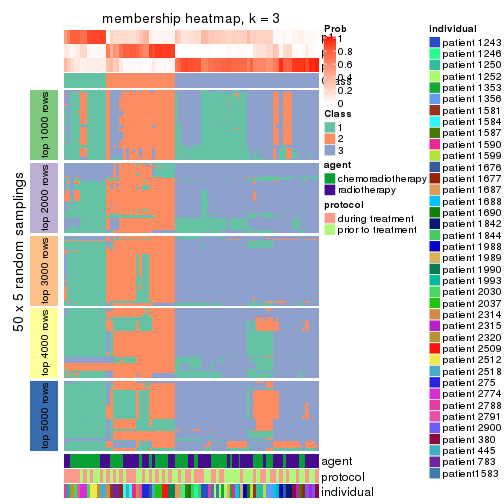 membership heatmap, k = 3
50 x 5 random samplings
top 1000 rows
top 2000 rows
top 3000 rows
top 4000 rows
top 5000 rows
agent
protocol
individual
Prob
1
0.8
0.6
0.4
0.2
0
Class
1
2
3
agent
chemoradiotherapy
radiotherapy
protocol
during treatment
prior to treatment
individual
patient 1243
patient 1246
patient 1250
patient 1252
patient 1353
patient 1356
patient 1581
patient 1584
patient 1587
patient 1590
patient 1599
patient 1676
patient 1677
patient 1687
patient 1688
patient 1690
patient 1842
patient 1844
patient 1988
patient 1989
patient 1990
patient 1993
patient 2030
patient 2037
patient 2314
patient 2315
patient 2320
patient 2509
patient 2512
patient 2518
patient 275
patient 2774
patient 2788
patient 2791
patient 2900
patient 380
patient 445
patient 783
patient1583